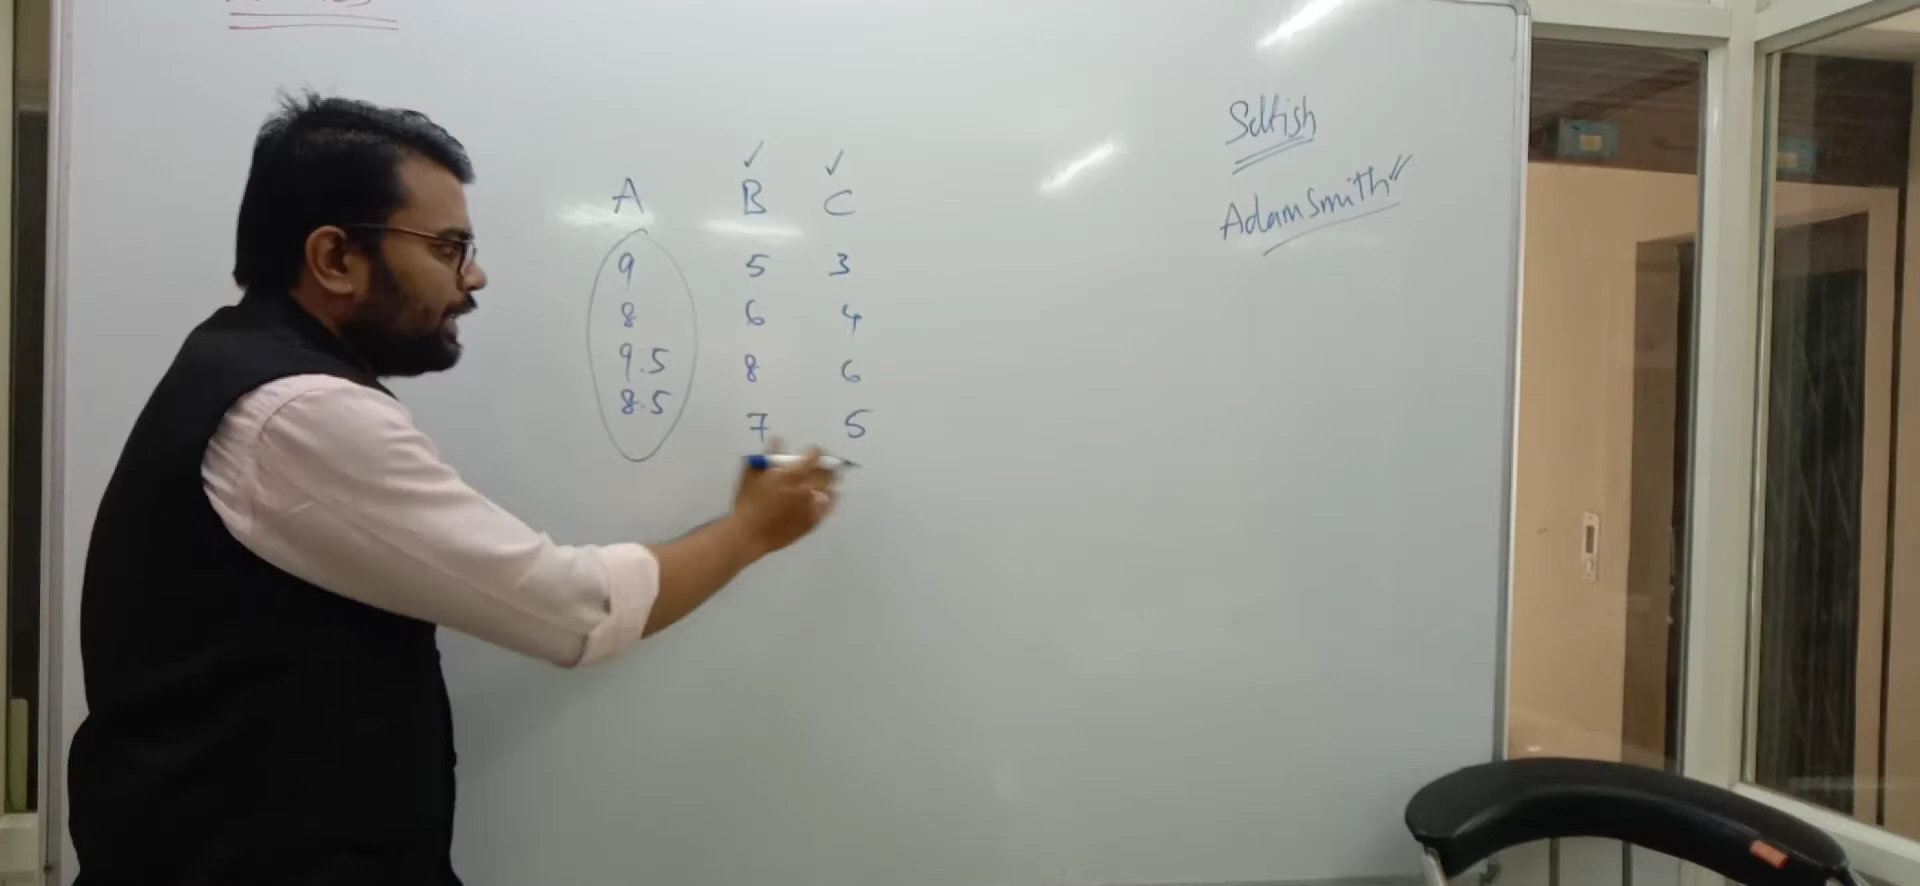 ✓ ✓
A B C
9 5 3
8 6 4
9.5 8 6
8.5 7 5
Selfish
Adam Smith ✓